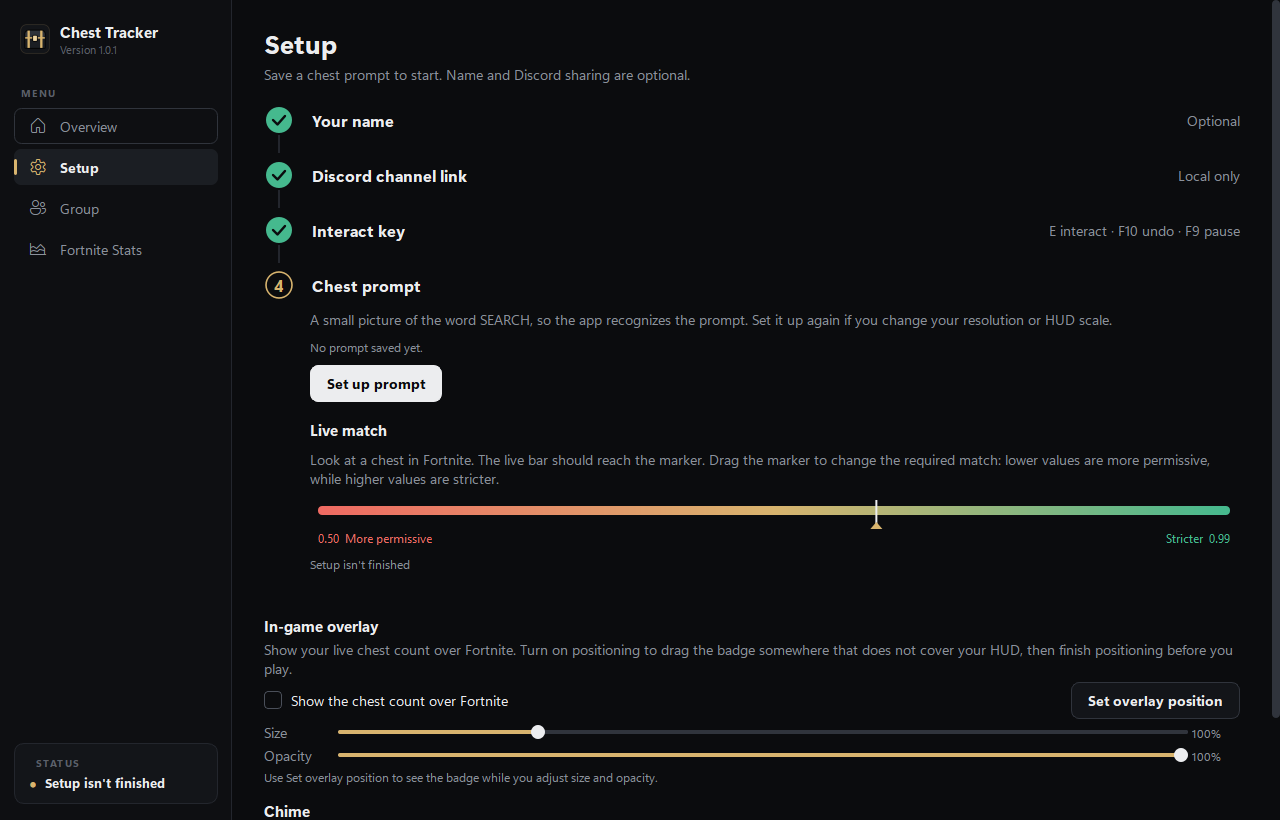 Chest Tracker
Version 1.0.1
MENU
Overview
Setup
Group
Fortnite Stats
STATUS
Setup isn't finished
Setup
Save a chest prompt to start. Name and Discord sharing are optional.
Your name
Optional
Discord channel link
Local only
Interact key
E interact · F10 undo · F9 pause
4
Chest prompt
A small picture of the word SEARCH, so the app recognizes the prompt. Set it up again if you change your resolution or HUD scale.
No prompt saved yet.
Set up prompt
Live match
Look at a chest in Fortnite. The live bar should reach the marker. Drag the marker to change the required match: lower values are more permissive,
while higher values are stricter.
0.50 More permissive
Stricter 0.99
Setup isn't finished
In-game overlay
Show your live chest count over Fortnite. Turn on positioning to drag the badge somewhere that does not cover your HUD, then finish positioning before you
play.
Show the chest count over Fortnite
Set overlay position
Size
100%
Opacity
100%
Use Set overlay position to see the badge while you adjust size and opacity.
Chime